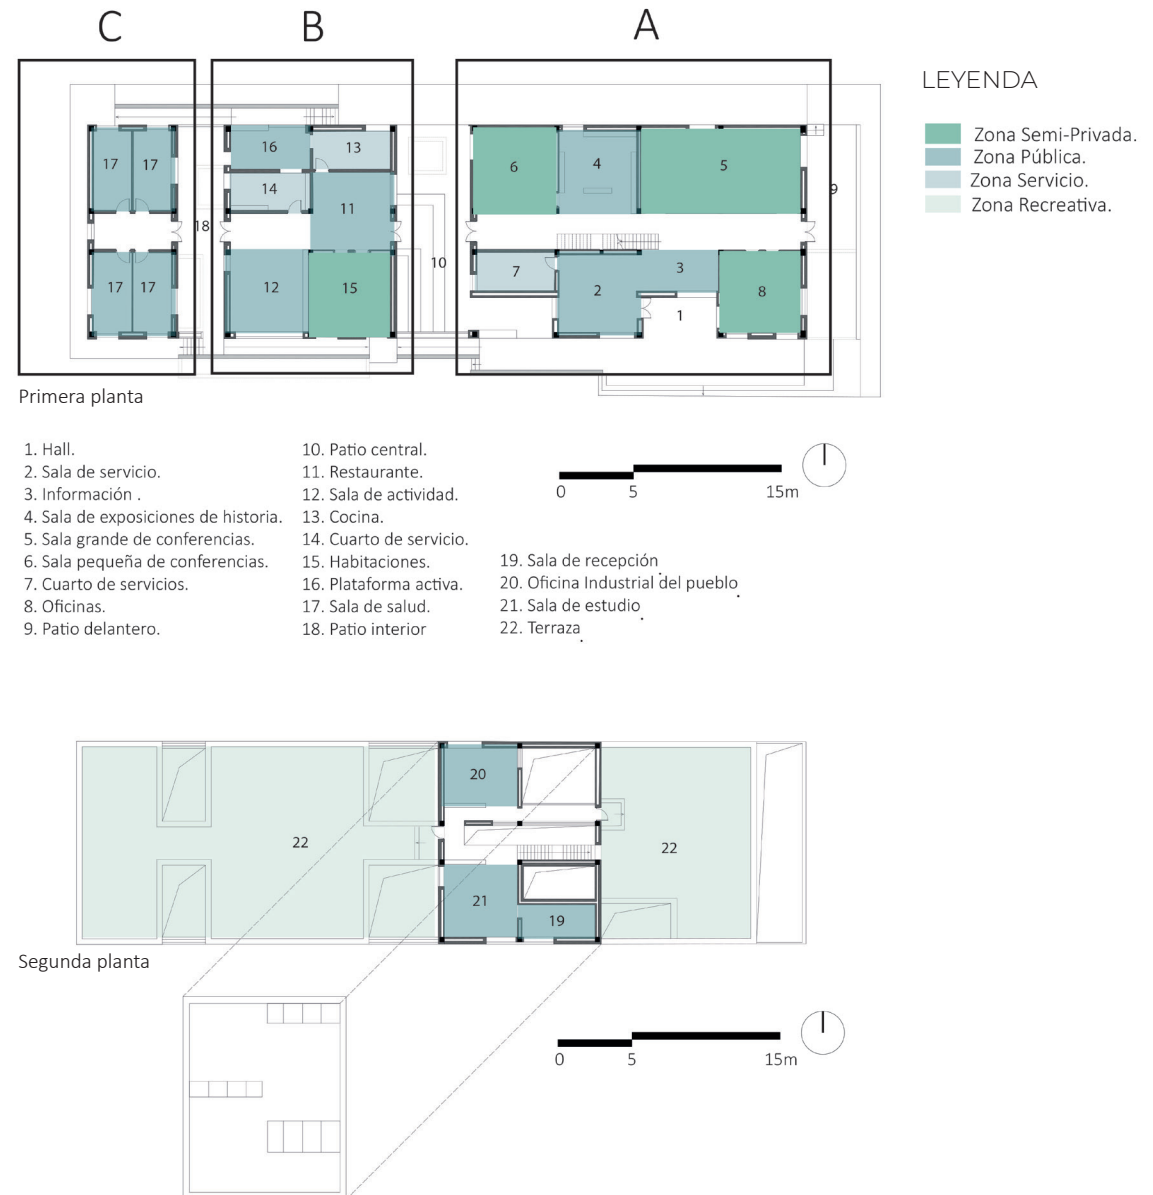 C
B
A
LEYENDA
Zona Semi-Privada.
Zona Pública.
Zona Servicio.
Zona Recreativa.
17
17
16
13
14
11
18
12
15
17
17
10
6
4
5
9
7
2
3
1
8
Primera planta
1. Hall.
2. Sala de servicio.
3. Información .
4. Sala de exposiciones de historia.
5. Sala grande de conferencias.
6. Sala pequeña de conferencias.
7. Cuarto de servicios.
8. Oficinas.
9. Patio delantero.
10. Patio central.
11. Restaurante.
12. Sala de actividad.
13. Cocina.
14. Cuarto de servicio.
15. Habitaciones.
16. Plataforma activa.
17. Sala de salud.
18. Patio interior
19. Sala de recepción.
20. Oficina Industrial del pueblo.
21. Sala de estudio.
22. Terraza.
0 5 15m
20
22
22
21
19
Segunda planta
0 5 15m